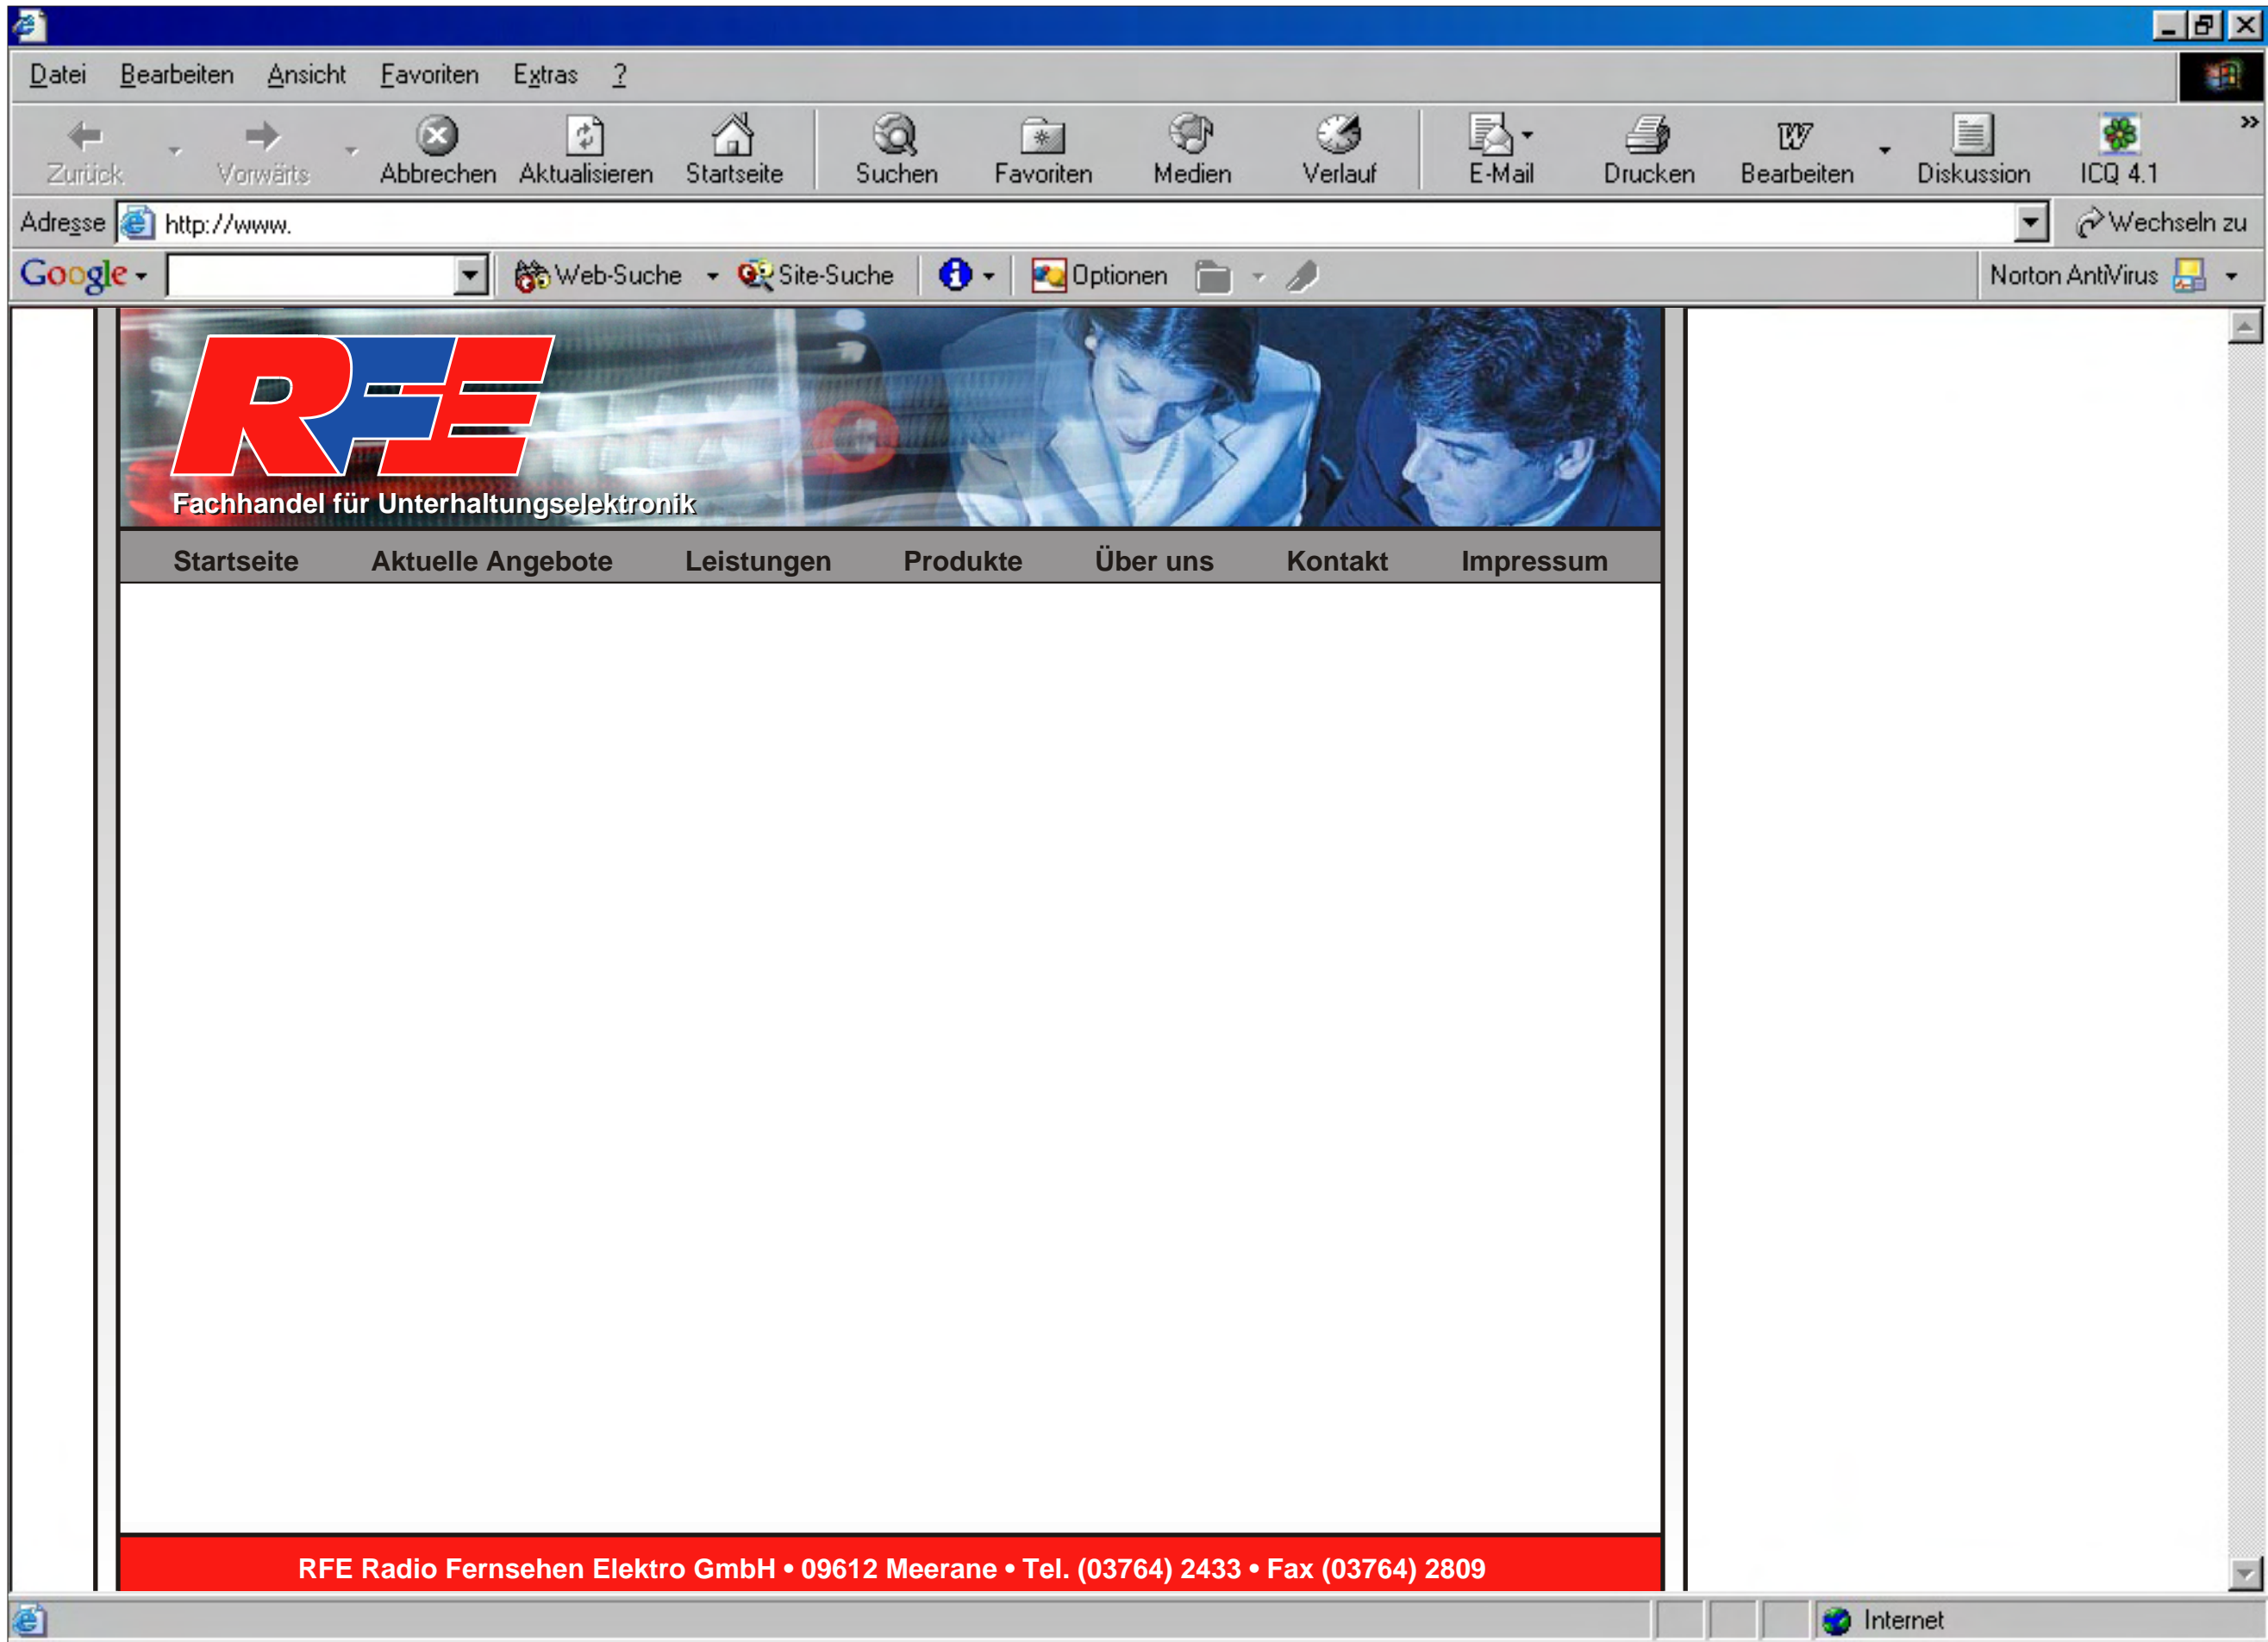 Datei Bearbeiten Ansicht Favoriten Extras ?
Zurück Vorwärts Abbrechen Aktualisieren Startseite Suchen Favoriten Medien Verlauf E-Mail Drucken Bearbeiten Diskussion ICQ 4.1 »
Adresse http://www. Wechseln zu
Google Web-Suche Site-Suche Optionen Norton AntiVirus
RFE
Fachhandel für Unterhaltungselektronik
Startseite Aktuelle Angebote Leistungen Produkte Über uns Kontakt Impressum
RFE Radio Fernsehen Elektro GmbH • 09612 Meerane • Tel. (03764) 2433 • Fax (03764) 2809
Internet